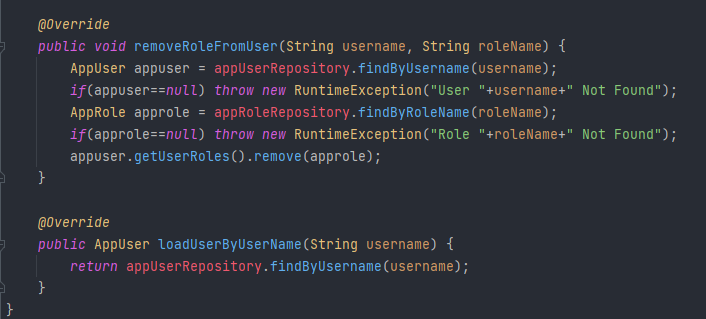 @Override
public void removeRoleFromUser(String username, String roleName) {
AppUser appuser = appUserRepository.findByUsername(username);
if(appuser==null) throw new RuntimeException("User "+username+" Not Found");
AppRole approle = appRoleRepository.findByRoleName(roleName);
if(approle==null) throw new RuntimeException("Role "+roleName+" Not Found");
appuser.getUserRoles().remove(approle);
}
@Override
public AppUser loadUserByUserName(String username) {
return appUserRepository.findByUsername(username);
}
}